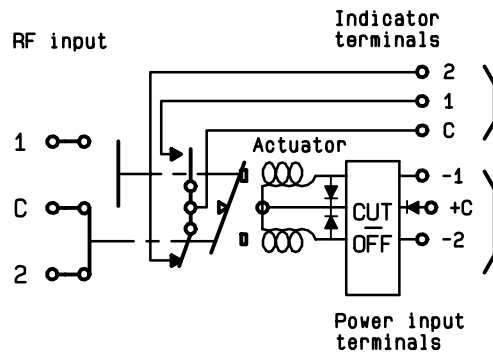 Indicator
terminals
RF input
2
1
C
Actuator
1
C
2
-1
+C
-2
CUT
OFF
Power input
terminals